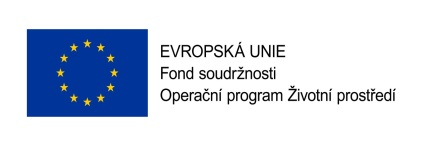 EVROPSKÁ UNIE
Fond soudržnosti
Operační program Životní prostředí